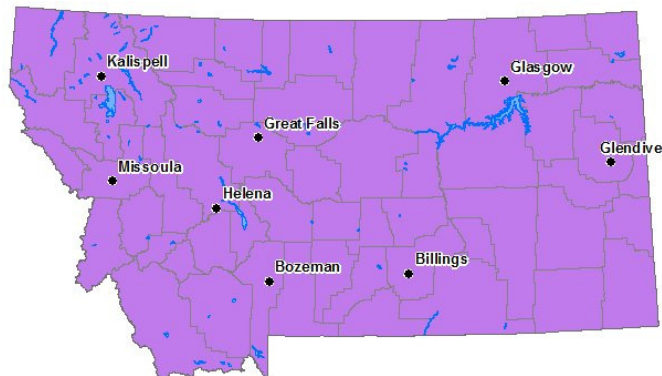 Kalispell
Glasgow
Great Falls
Glendive
Missoula
Helena
Bozeman
Billings